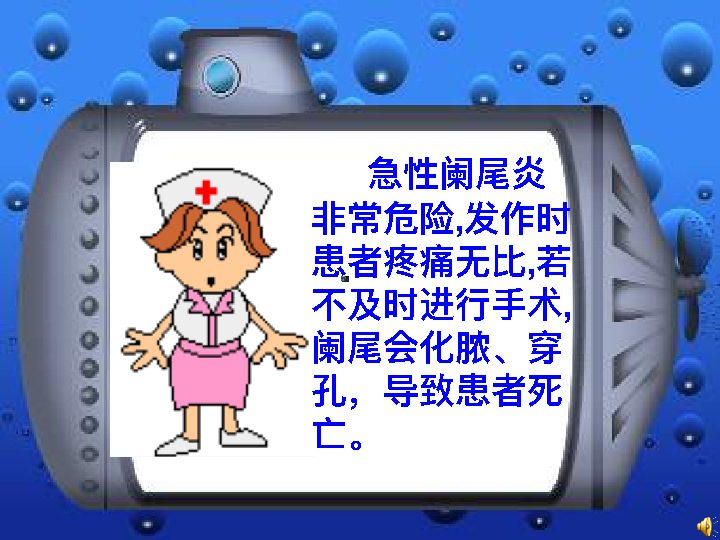 急性阑尾炎
非常危险,发作时
患者疼痛无比,若
不及时进行手术,
阑尾会化脓、穿
孔，导致患者死
亡。